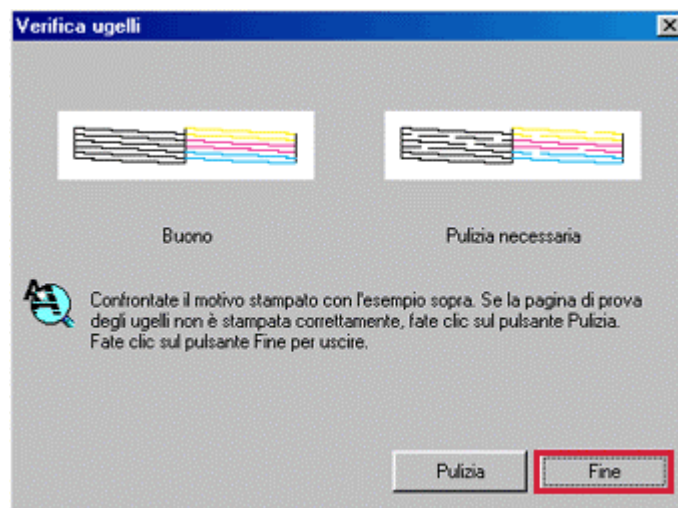 Verifica ugelli
Buono
Pulizia necessaria
Confrontate il motivo stampato con l'esempio sopra. Se la pagina di prova
degli ugelli non è stampata correttamente, fate clic sul pulsante Pulizia.
Fate clic sul pulsante Fine per uscire.
Pulizia
Fine